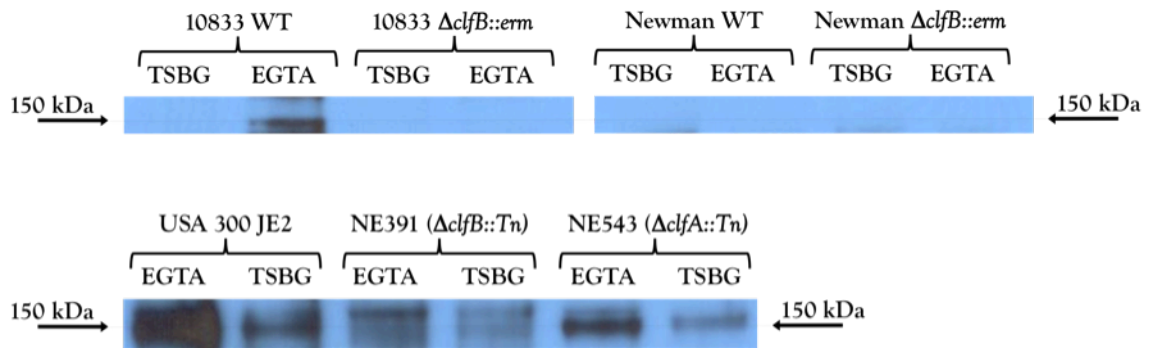 10833 WT 10833 ΔclfB::erm Newman WT Newman ΔclfB::erm
TSBG EGTA TSBG EGTA TSBG EGTA TSBG EGTA
150 kDa 150 kDa
USA 300 JE2 NE391 (ΔclfB::Tn) NE543 (ΔclfA::Tn)
EGTA TSBG EGTA TSBG EGTA TSBG
150 kDa 150 kDa